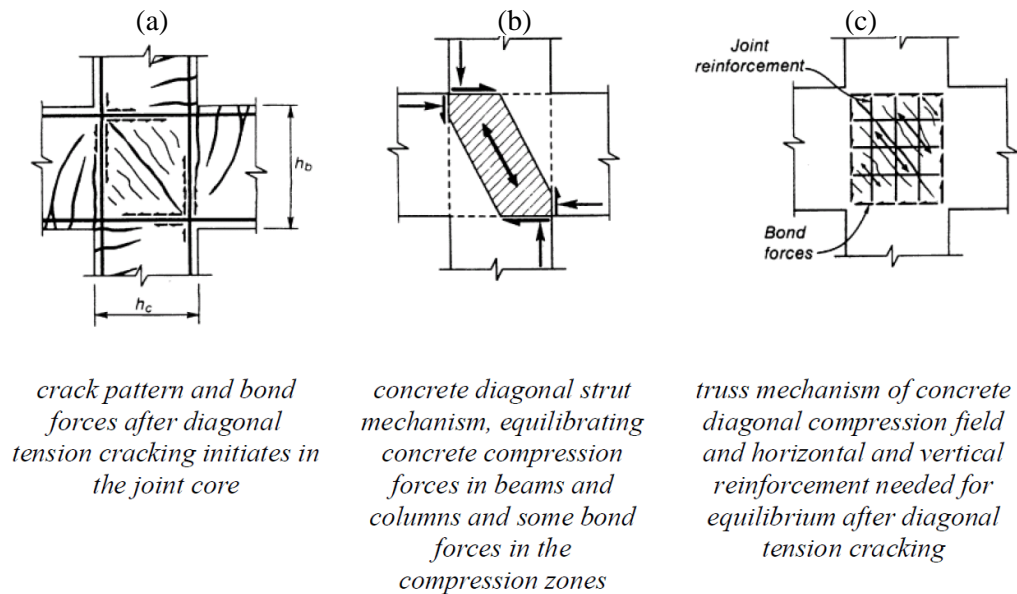 (a)
(b)
(c)
Joint
reinforcement
h_b
Bond
forces
h_c
crack pattern and bond
forces after diagonal
tension cracking initiates in
the joint core
concrete diagonal strut
mechanism, equilibrating
concrete compression
forces in beams and
columns and some bond
forces in the
compression zones
truss mechanism of concrete
diagonal compression field
and horizontal and vertical
reinforcement needed for
equilibrium after diagonal
tension cracking